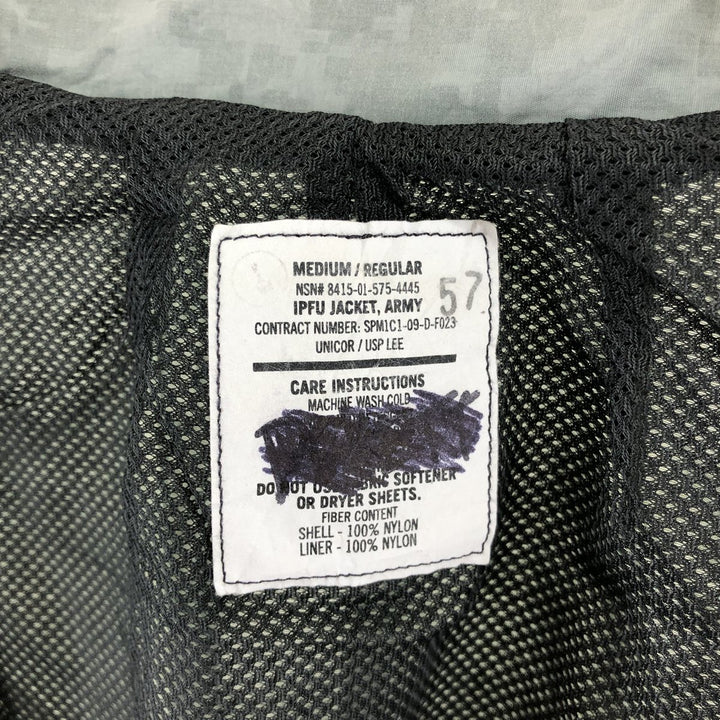 MEDIUM / REGULAR
NSN# 8415-01-575-4445
IPFU JACKET, ARMY 57
CONTRACT NUMBER: SPM1C1-09-D-F023
UNICOR / USP LEE
CARE INSTRUCTIONS
MACHINE WASH COLD
DO NOT USE FABRIC SOFTENER
OR DRYER SHEETS.
FIBER CONTENT
SHELL - 100% NYLON
LINER - 100% NYLON